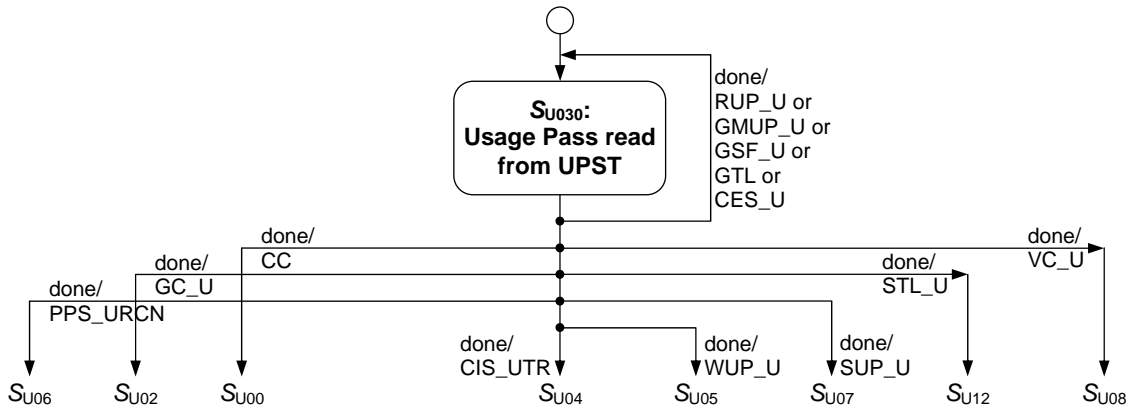 done/
RUP_U or
GMUP_U or
GSF_U or
GTL or
CES_U
SU030:
Usage Pass read
from UPST
done/
CC
done/
VC_U
done/
GC_U
done/
STL_U
done/
PPS_URCN
done/
CIS_UTR
done/
WUP_U
done/
SUP_U
SU06 SU02 SU00 SU04 SU05 SU07 SU12 SU08